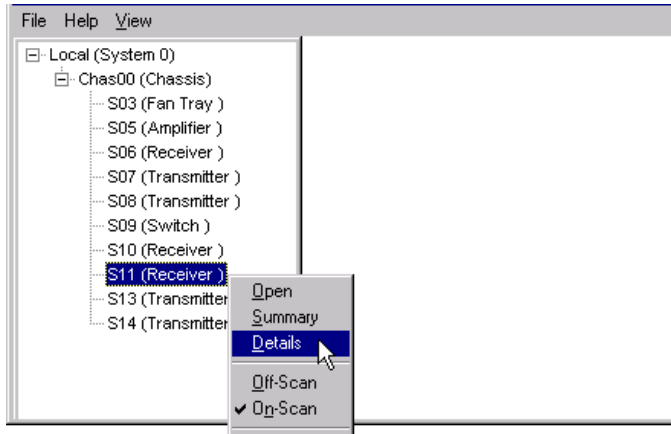 File Help View
Local (System 0)
Chas00 (Chassis)
S03 (Fan Tray )
S05 (Amplifier )
S06 (Receiver )
S07 (Transmitter )
S08 (Transmitter )
S09 (Switch )
S10 (Receiver )
S11 (Receiver )
S13 (Transmitter
S14 (Transmitter
Open
Summary
Details
Off-Scan
On-Scan